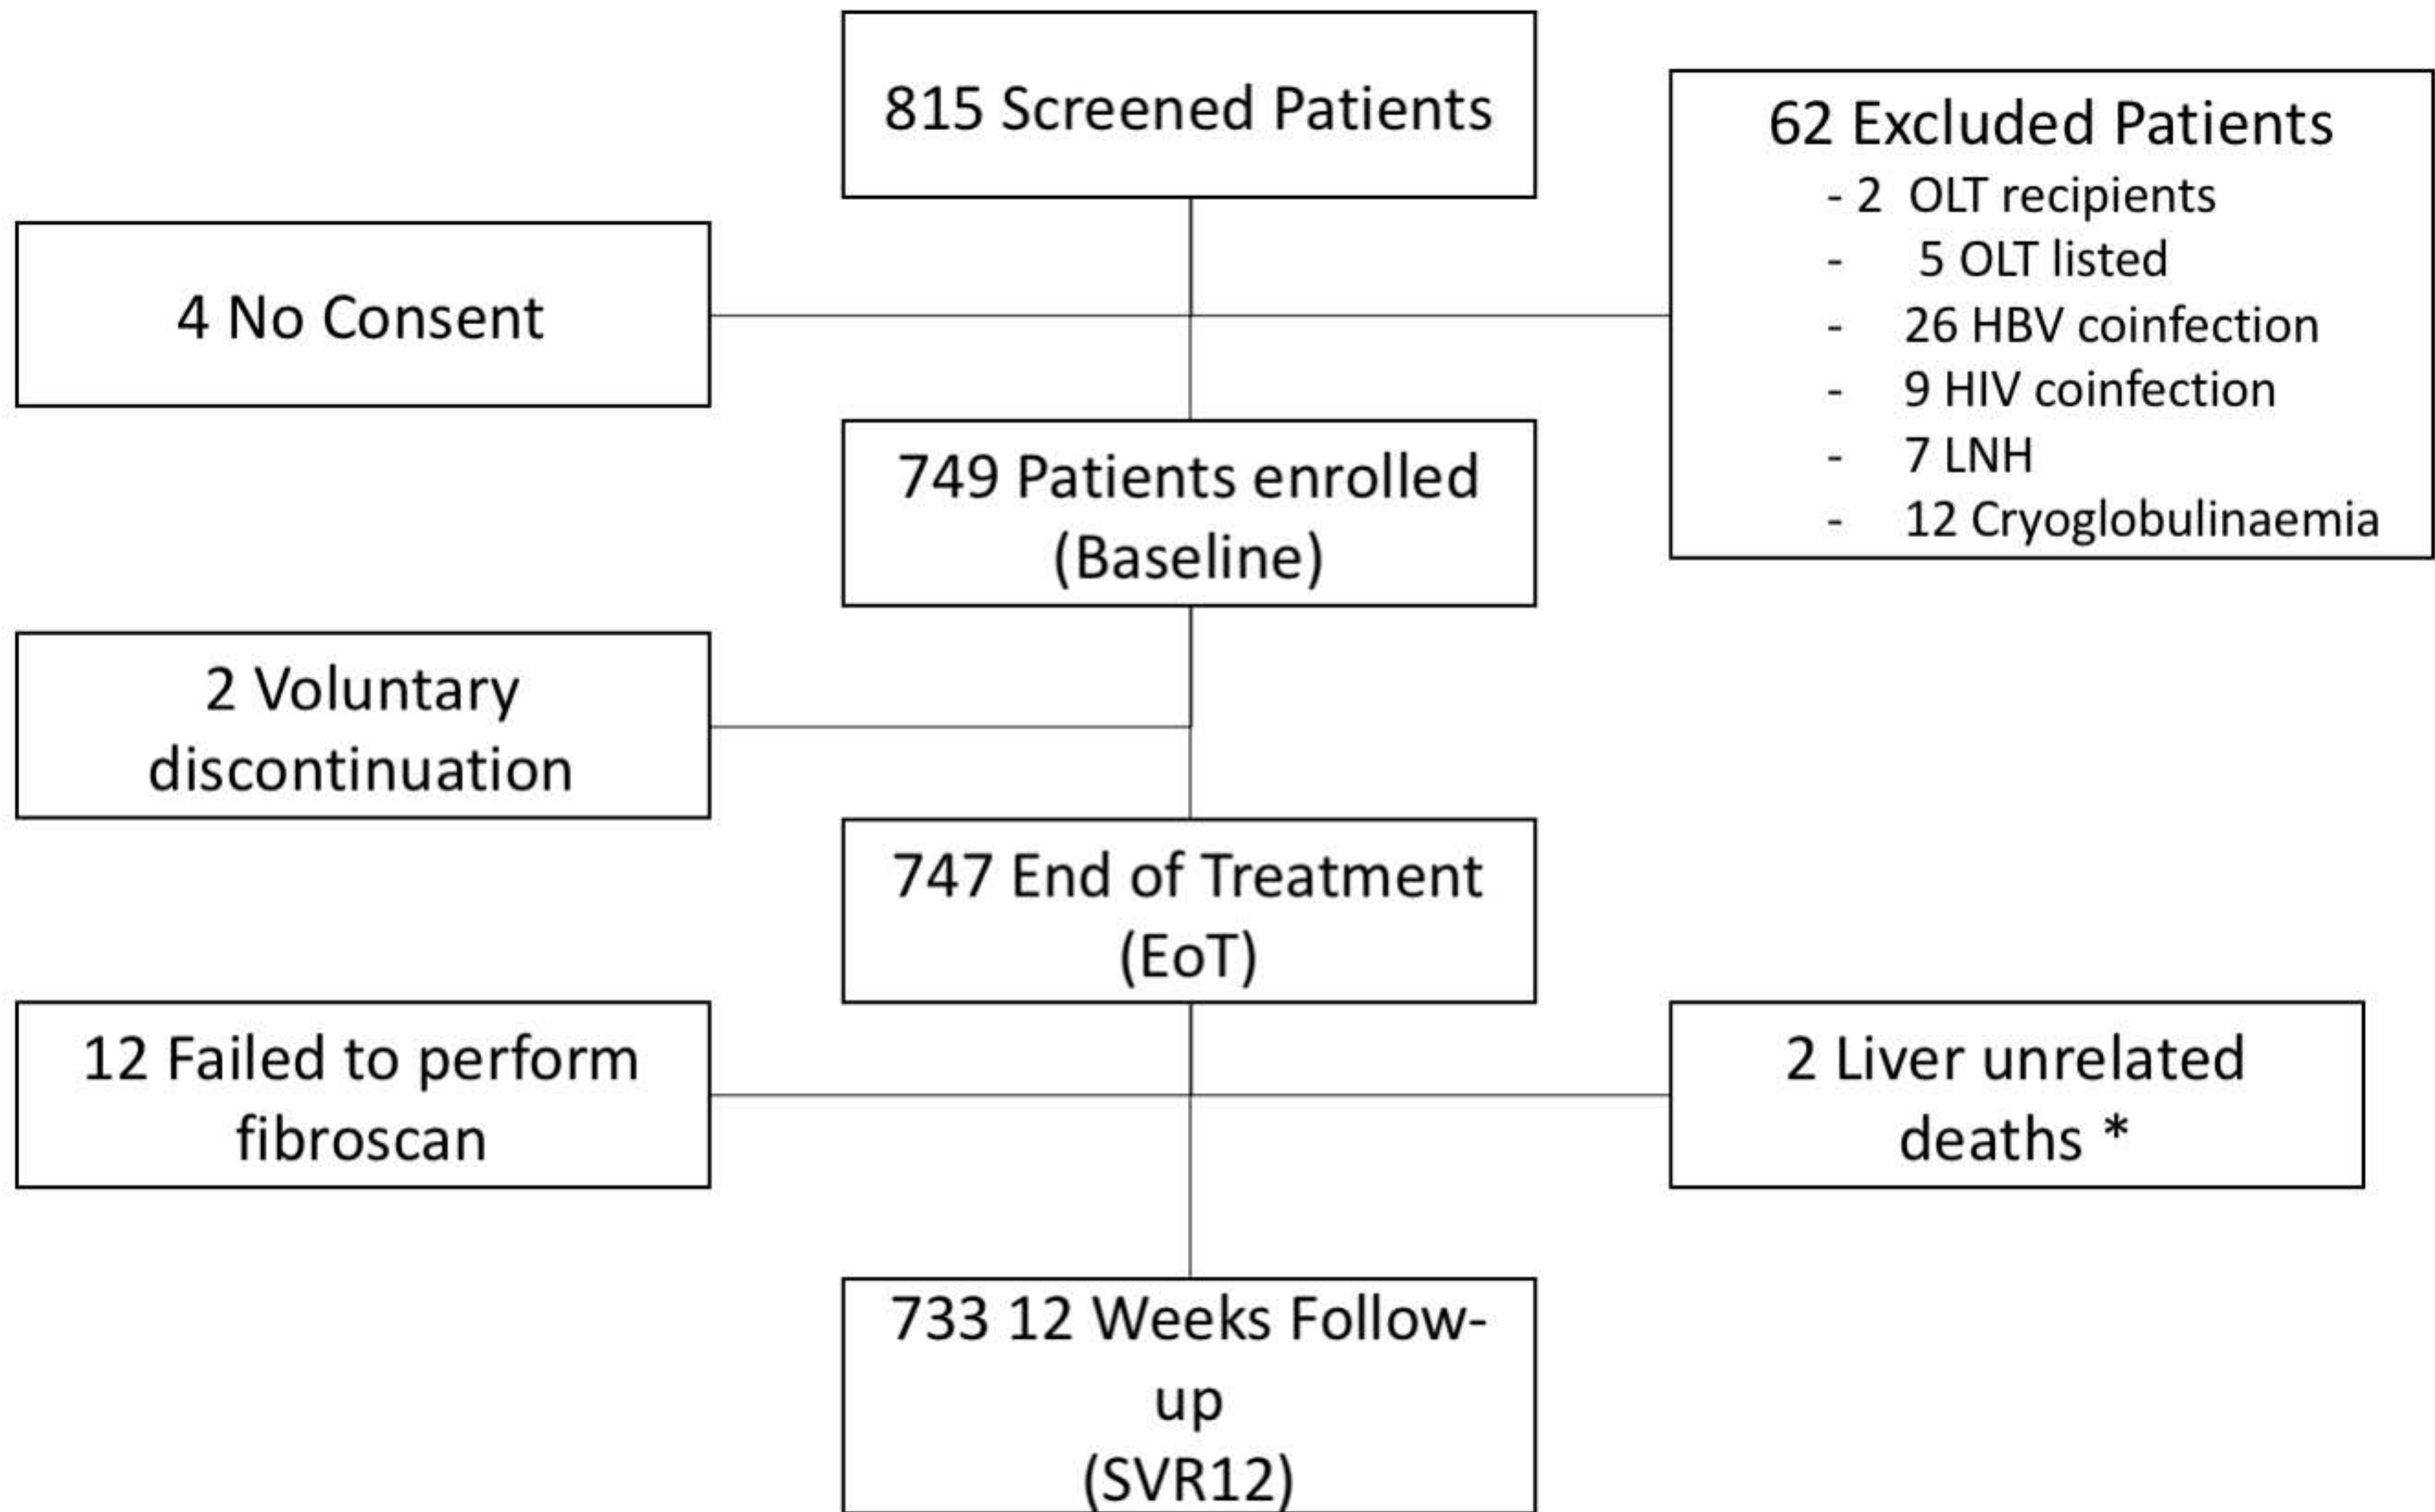 815 Screened Patients
62 Excluded Patients
- 2 OLT recipients
- 5 OLT listed
- 26 HBV coinfection
- 9 HIV coinfection
- 7 LNH
- 12 Cryoglobulinaemia
4 No Consent
749 Patients enrolled
(Baseline)
2 Voluntary
discontinuation
747 End of Treatment
(EoT)
12 Failed to perform
fibroscan
2 Liver unrelated
deaths *
733 12 Weeks Follow-
up
(SVR12)